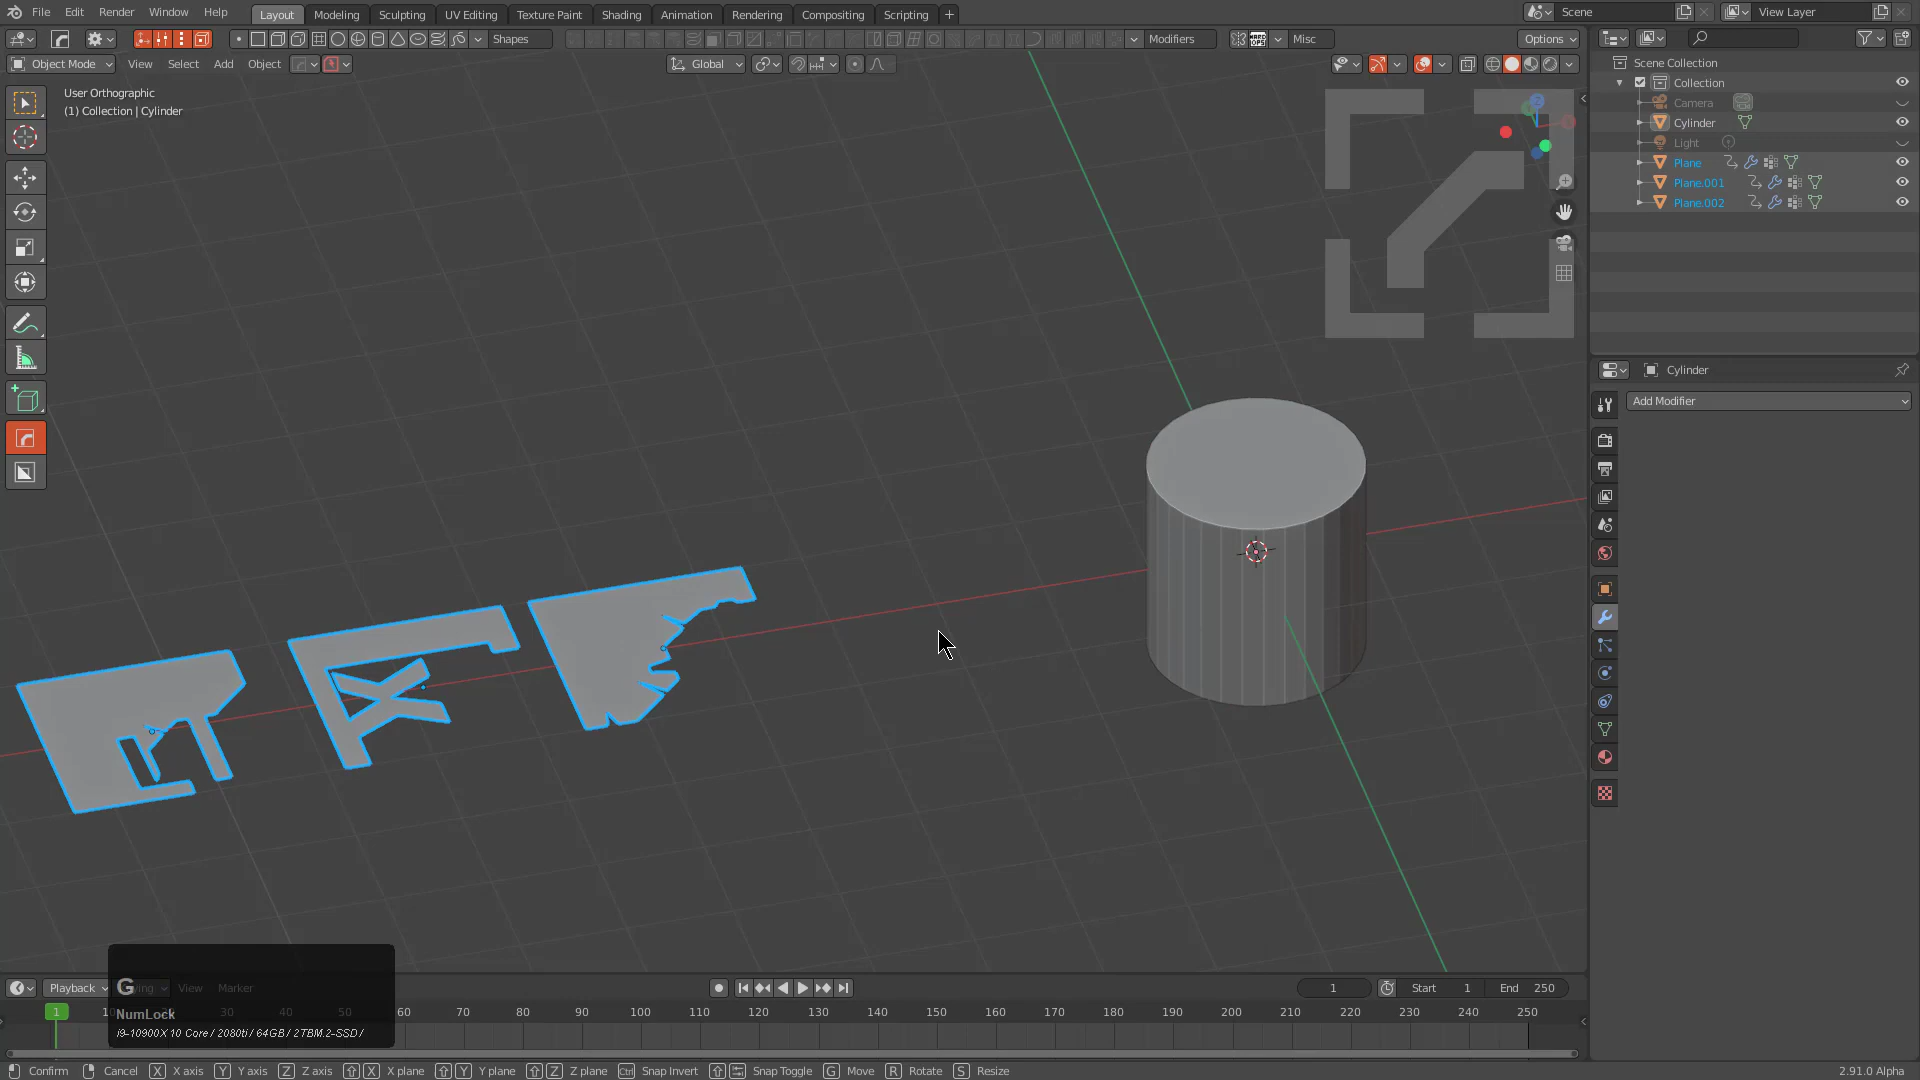 File Edit Render Window Help Layout Modeling Sculpting UV Editing Texture Paint Shading Animation Rendering Compositing Scripting + Scene View Layer
Shapes Modifiers Misc Options
Object Mode View Select Add Object Global
User Orthographic
(1) Collection | Cylinder
Scene Collection
Collection
Camera
Cylinder
Light
Plane
Plane.001
Plane.002
Cylinder
Add Modifier
G
NumLock
i9-10900X 10 Core / 2080ti / 64GB / 2TBM.2-SSD /
Playback View Marker 1 Start 1 End 250
1 30 40 50 60 70 80 90 100 110 120 130 140 150 160 170 180 190 200 210 220 230 240 250
Confirm Cancel X X axis Y Y axis Z Z axis X X plane Y Y plane Z Z plane Ctrl Snap Invert Snap Toggle G Move R Rotate S Resize 2.91.0 Alpha